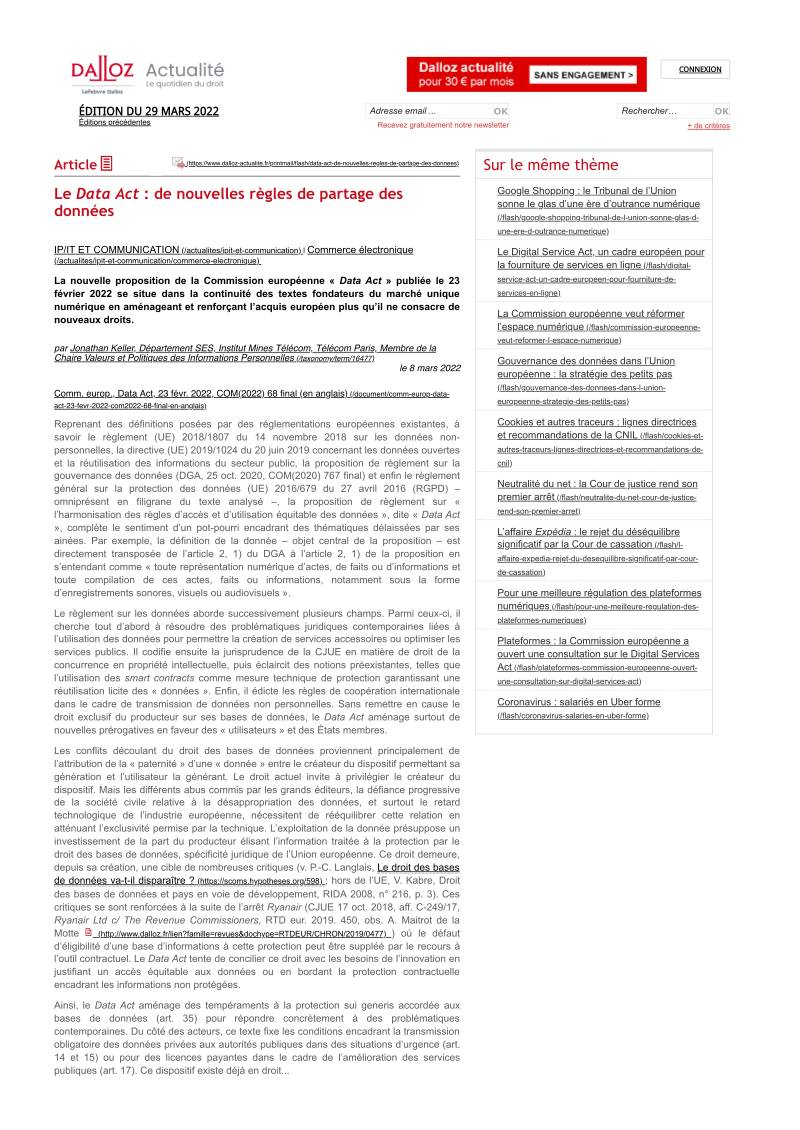 DALLOZ Actualité
Le quotidien du droit
Lefebvre Dalloz
Dalloz actualité
pour 30 € par mois
SANS ENGAGEMENT >
CONNEXION
ÉDITION DU 29 MARS 2022
Éditions précédentes
Adresse email ... OK
Recevez gratuitement notre newsletter
Rechercher… OK
+ de critères
Article
(https://www.dalloz-actualite.fr/printmail/flash/data-act-de-nouvelles-regles-de-partage-des-donnees)
Le Data Act : de nouvelles règles de partage des
données
IP/IT ET COMMUNICATION (/actualites/ipit-et-communication) | Commerce électronique
(/actualites/ipit-et-communication/commerce-electronique)
La nouvelle proposition de la Commission européenne « Data Act » publiée le 23
février 2022 se situe dans la continuité des textes fondateurs du marché unique
numérique en aménageant et renforçant l'acquis européen plus qu'il ne consacre de
nouveaux droits.
par Jonathan Keller, Département SES, Institut Mines Télécom, Télécom Paris, Membre de la
Chaire Valeurs et Politiques des Informations Personnelles (/taxonomy/term/16477)
le 8 mars 2022
Comm. europ., Data Act, 23 févr. 2022, COM(2022) 68 final (en anglais) (/document/comm-europ-data-
act-23-fevr-2022-com2022-68-final-en-anglais)
Reprenant des définitions posées par des réglementations européennes existantes, à
savoir le règlement (UE) 2018/1807 du 14 novembre 2018 sur les données non-
personnelles, la directive (UE) 2019/1024 du 20 juin 2019 concernant les données ouvertes
et la réutilisation des informations du secteur public, la proposition de règlement sur la
gouvernance des données (DGA, 25 oct. 2020, COM(2020) 767 final) et enfin le règlement
général sur la protection des données (UE) 2016/679 du 27 avril 2016 (RGPD) –
omniprésent en filigrane du texte analysé –, la proposition de règlement sur «
l'harmonisation des règles d'accès et d'utilisation équitable des données », dite « Data Act
», complète le sentiment d'un pot-pourri encadrant des thématiques délaissées par ses
ainées. Par exemple, la définition de la donnée – objet central de la proposition – est
directement transposée de l'article 2, 1) du DGA à l'article 2, 1) de la proposition en
s'entendant comme « toute représentation numérique d'actes, de faits ou d'informations et
toute compilation de ces actes, faits ou informations, notamment sous la forme
d'enregistrements sonores, visuels ou audiovisuels ».
Le règlement sur les données aborde successivement plusieurs champs. Parmi ceux-ci, il
cherche tout d'abord à résoudre des problématiques juridiques contemporaines liées à
l'utilisation des données pour permettre la création de services accessoires ou optimiser les
services publics. Il codifie ensuite la jurisprudence de la CJUE en matière de droit de la
concurrence en propriété intellectuelle, puis éclaircit des notions préexistantes, telles que
l'utilisation des smart contracts comme mesure technique de protection garantissant une
réutilisation licite des « données ». Enfin, il édicte les règles de coopération internationale
dans le cadre de transmission de données non personnelles. Sans remettre en cause le
droit exclusif du producteur sur ses bases de données, le Data Act aménage surtout de
nouvelles prérogatives en faveur des « utilisateurs » et des États membres.
Les conflits découlant du droit des bases de données proviennent principalement de
l'attribution de la « paternité » d'une « donnée » entre le créateur du dispositif permettant sa
génération et l'utilisateur la générant. Le droit actuel invite à privilégier le créateur du
dispositif. Mais les différents abus commis par les grands éditeurs, la défiance progressive
de la société civile relative à la désappropriation des données, et surtout le retard
technologique de l'industrie européenne, nécessitent de rééquilibrer cette relation en
atténuant l'exclusivité permise par la technique. L'exploitation de la donnée présuppose un
investissement de la part du producteur élisant l'information traitée à la protection par le
droit des bases de données, spécificité juridique de l'Union européenne. Ce droit demeure,
depuis sa création, une cible de nombreuses critiques (v. P.-C. Langlais, Le droit des bases
de données va-t-il disparaître ? (https://scoms.hypotheses.org/598) ; hors de l'UE, V. Kabre, Droit
des bases de données et pays en voie de développement, RIDA 2008, n° 216, p. 3). Ces
critiques se sont renforcées à la suite de l'arrêt Ryanair (CJUE 17 oct. 2018, aff. C-249/17,
Ryanair Ltd c/ The Revenue Commissioners, RTD eur. 2019. 450, obs. A. Maitrot de la
Motte (http://www.dalloz.fr/lien?famille=revues&dochype=RTDEUR/CHRON/2019/0477) ) où le défaut
d'éligibilité d'une base d'informations à cette protection peut être suppléé par le recours à
l'outil contractuel. Le Data Act tente de concilier ce droit avec les besoins de l'innovation en
justifiant un accès équitable aux données ou en bordant la protection contractuelle
encadrant les informations non protégées.
Ainsi, le Data Act aménage des tempéraments à la protection sui generis accordée aux
bases de données (art. 35) pour répondre concrètement à des problématiques
contemporaines. Du côté des acteurs, ce texte fixe les conditions encadrant la transmission
obligatoire des données privées aux autorités publiques dans des situations d'urgence (art.
14 et 15) ou pour des licences payantes dans le cadre de l'amélioration des services
publics (art. 17). Ce dispositif existe déjà en droit...
Sur le même thème
Google Shopping : le Tribunal de l'Union
sonne le glas d'une ère d'outrance numérique
(/flash/google-shopping-tribunal-de-l-union-sonne-glas-d-
une-ere-d-outrance-numerique)
Le Digital Service Act, un cadre européen pour
la fourniture de services en ligne (/flash/digital-
service-act-un-cadre-europeen-pour-fourniture-de-
services-en-ligne)
La Commission européenne veut réformer
l'espace numérique (/flash/commission-europeenne-
veut-reformer-l-espace-numerique)
Gouvernance des données dans l'Union
européenne : la stratégie des petits pas
(/flash/gouvernance-des-donnees-dans-l-union-
europeenne-strategie-des-petits-pas)
Cookies et autres traceurs : lignes directrices
et recommandations de la CNIL (/flash/cookies-et-
autres-traceurs-lignes-directrices-et-recommandations-de-
cnil)
Neutralité du net : la Cour de justice rend son
premier arrêt (/flash/neutralite-du-net-cour-de-justice-
rend-son-premier-arret)
L'affaire Expédia : le rejet du déséquilibre
significatif par la Cour de cassation (/flash/l-
affaire-expedia-rejet-du-desequilibre-significatif-par-cour-
de-cassation)
Pour une meilleure régulation des plateformes
numériques (/flash/pour-une-meilleure-regulation-des-
plateformes-numeriques)
Plateformes : la Commission européenne a
ouvert une consultation sur le Digital Services
Act (/flash/plateformes-commission-europeenne-ouvert-
une-consultation-sur-digital-services-act)
Coronavirus : salariés en Uber forme
(/flash/coronavirus-salaries-en-uber-forme)